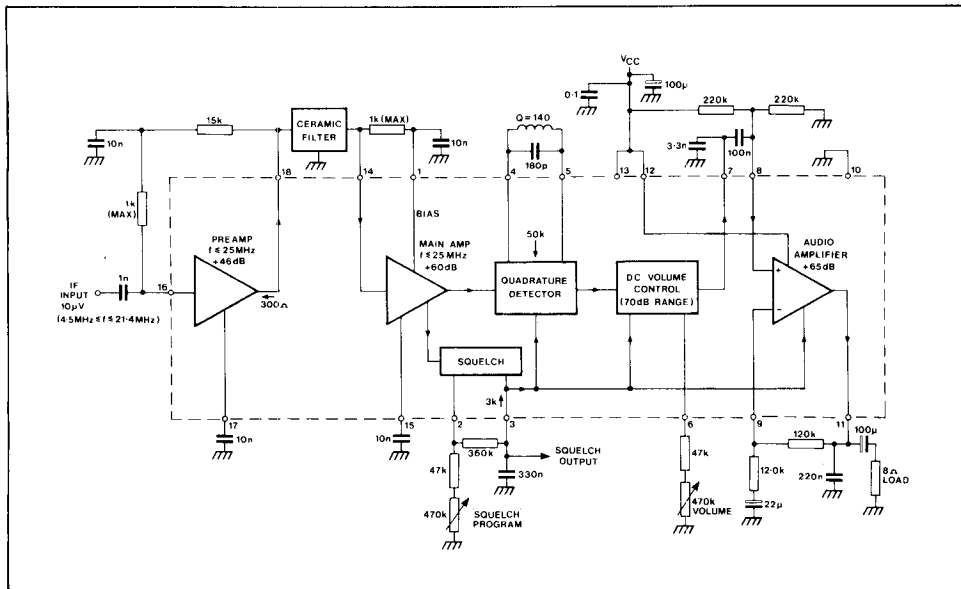 VCC
0·1
100μ
220k
220k
15k
CERAMIC
FILTER
1k(MAX)
Q=140
10n
10n
180p
3·3n
100n
18
14
1
4
5
13
12
7
8
10
1k
(MAX)
BIAS
PREAMP
f ≤ 25MHz
+46dB
MAIN AMP
f ≤ 25MHz
+60dB
50k
QUADRATURE
DETECTOR
DC VOLUME
CONTROL
(70dB RANGE)
AUDIO
AMPLIFIER
+65dB
+
−
1n
16
IF
INPUT
10μV
(4·5MHz ≤ f ≤ 21·4MHz)
300Ω
SQUELCH
3k
17
15
2
3
6
9
11
10n
10n
360k
SQUELCH
OUTPUT
330n
47k
470k
SQUELCH
PROGRAM
47k
470k
VOLUME
120k
100μ
12·0k
220n
8Ω
LOAD
22μ